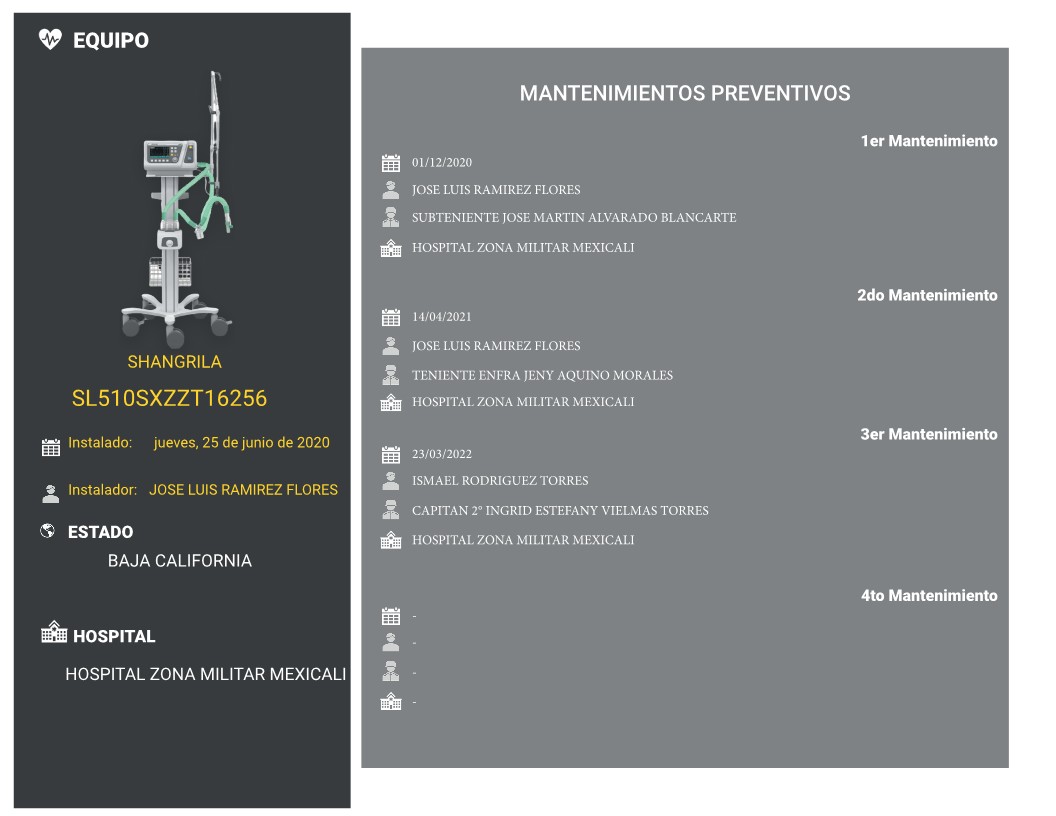 EQUIPO
SHANGRILA
SL510SXZZT16256
Instalado: jueves, 25 de junio de 2020
Instalador: JOSE LUIS RAMIREZ FLORES
ESTADO
BAJA CALIFORNIA
HOSPITAL
HOSPITAL ZONA MILITAR MEXICALI
MANTENIMIENTOS PREVENTIVOS
1er Mantenimiento
01/12/2020
JOSE LUIS RAMIREZ FLORES
SUBTENIENTE JOSE MARTIN ALVARADO BLANCARTE
HOSPITAL ZONA MILITAR MEXICALI
2do Mantenimiento
14/04/2021
JOSE LUIS RAMIREZ FLORES
TENIENTE ENFRA JENY AQUINO MORALES
HOSPITAL ZONA MILITAR MEXICALI
3er Mantenimiento
23/03/2022
ISMAEL RODRIGUEZ TORRES
CAPITAN 2° INGRID ESTEFANY VIELMAS TORRES
HOSPITAL ZONA MILITAR MEXICALI
4to Mantenimiento
-
-
-
-